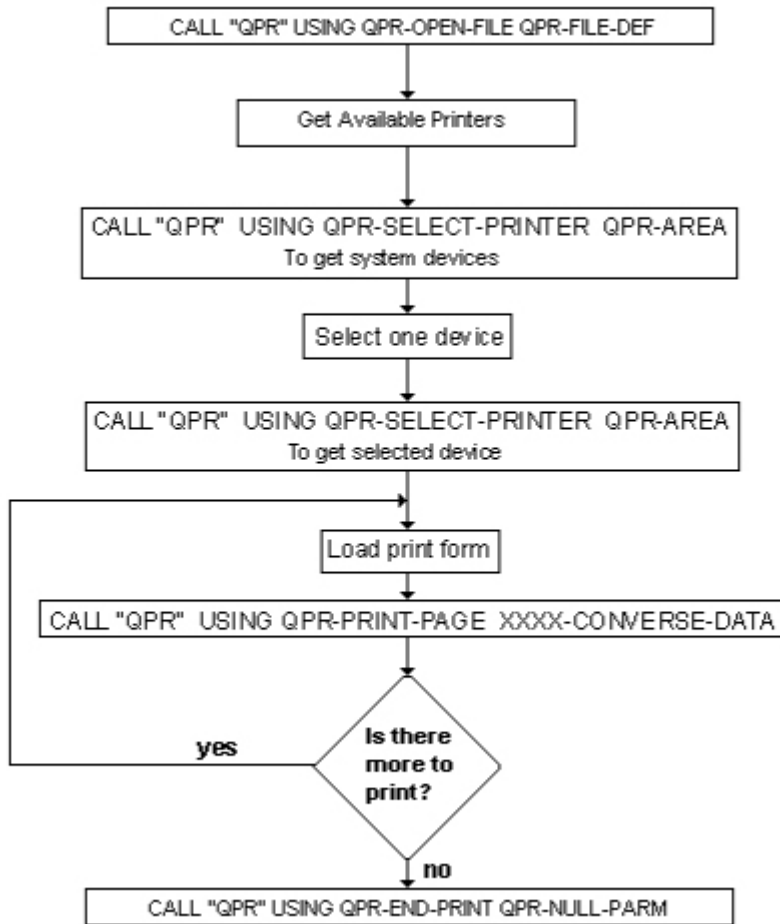 CALL "QPR" USING QPR-OPEN-FILE QPR-FILE-DEF
Get Available Printers
CALL "QPR" USING QPR-SELECT-PRINTER QPR-AREA
To get system devices
Select one device
CALL "QPR" USING QPR-SELECT-PRINTER QPR-AREA
To get selected device
Load print form
CALL "QPR" USING QPR-PRINT-PAGE XXXX-CONVERSE-DATA
Is there
more to
print?
yes
no
CALL "QPR" USING QPR-END-PRINT QPR-NULL-PARM